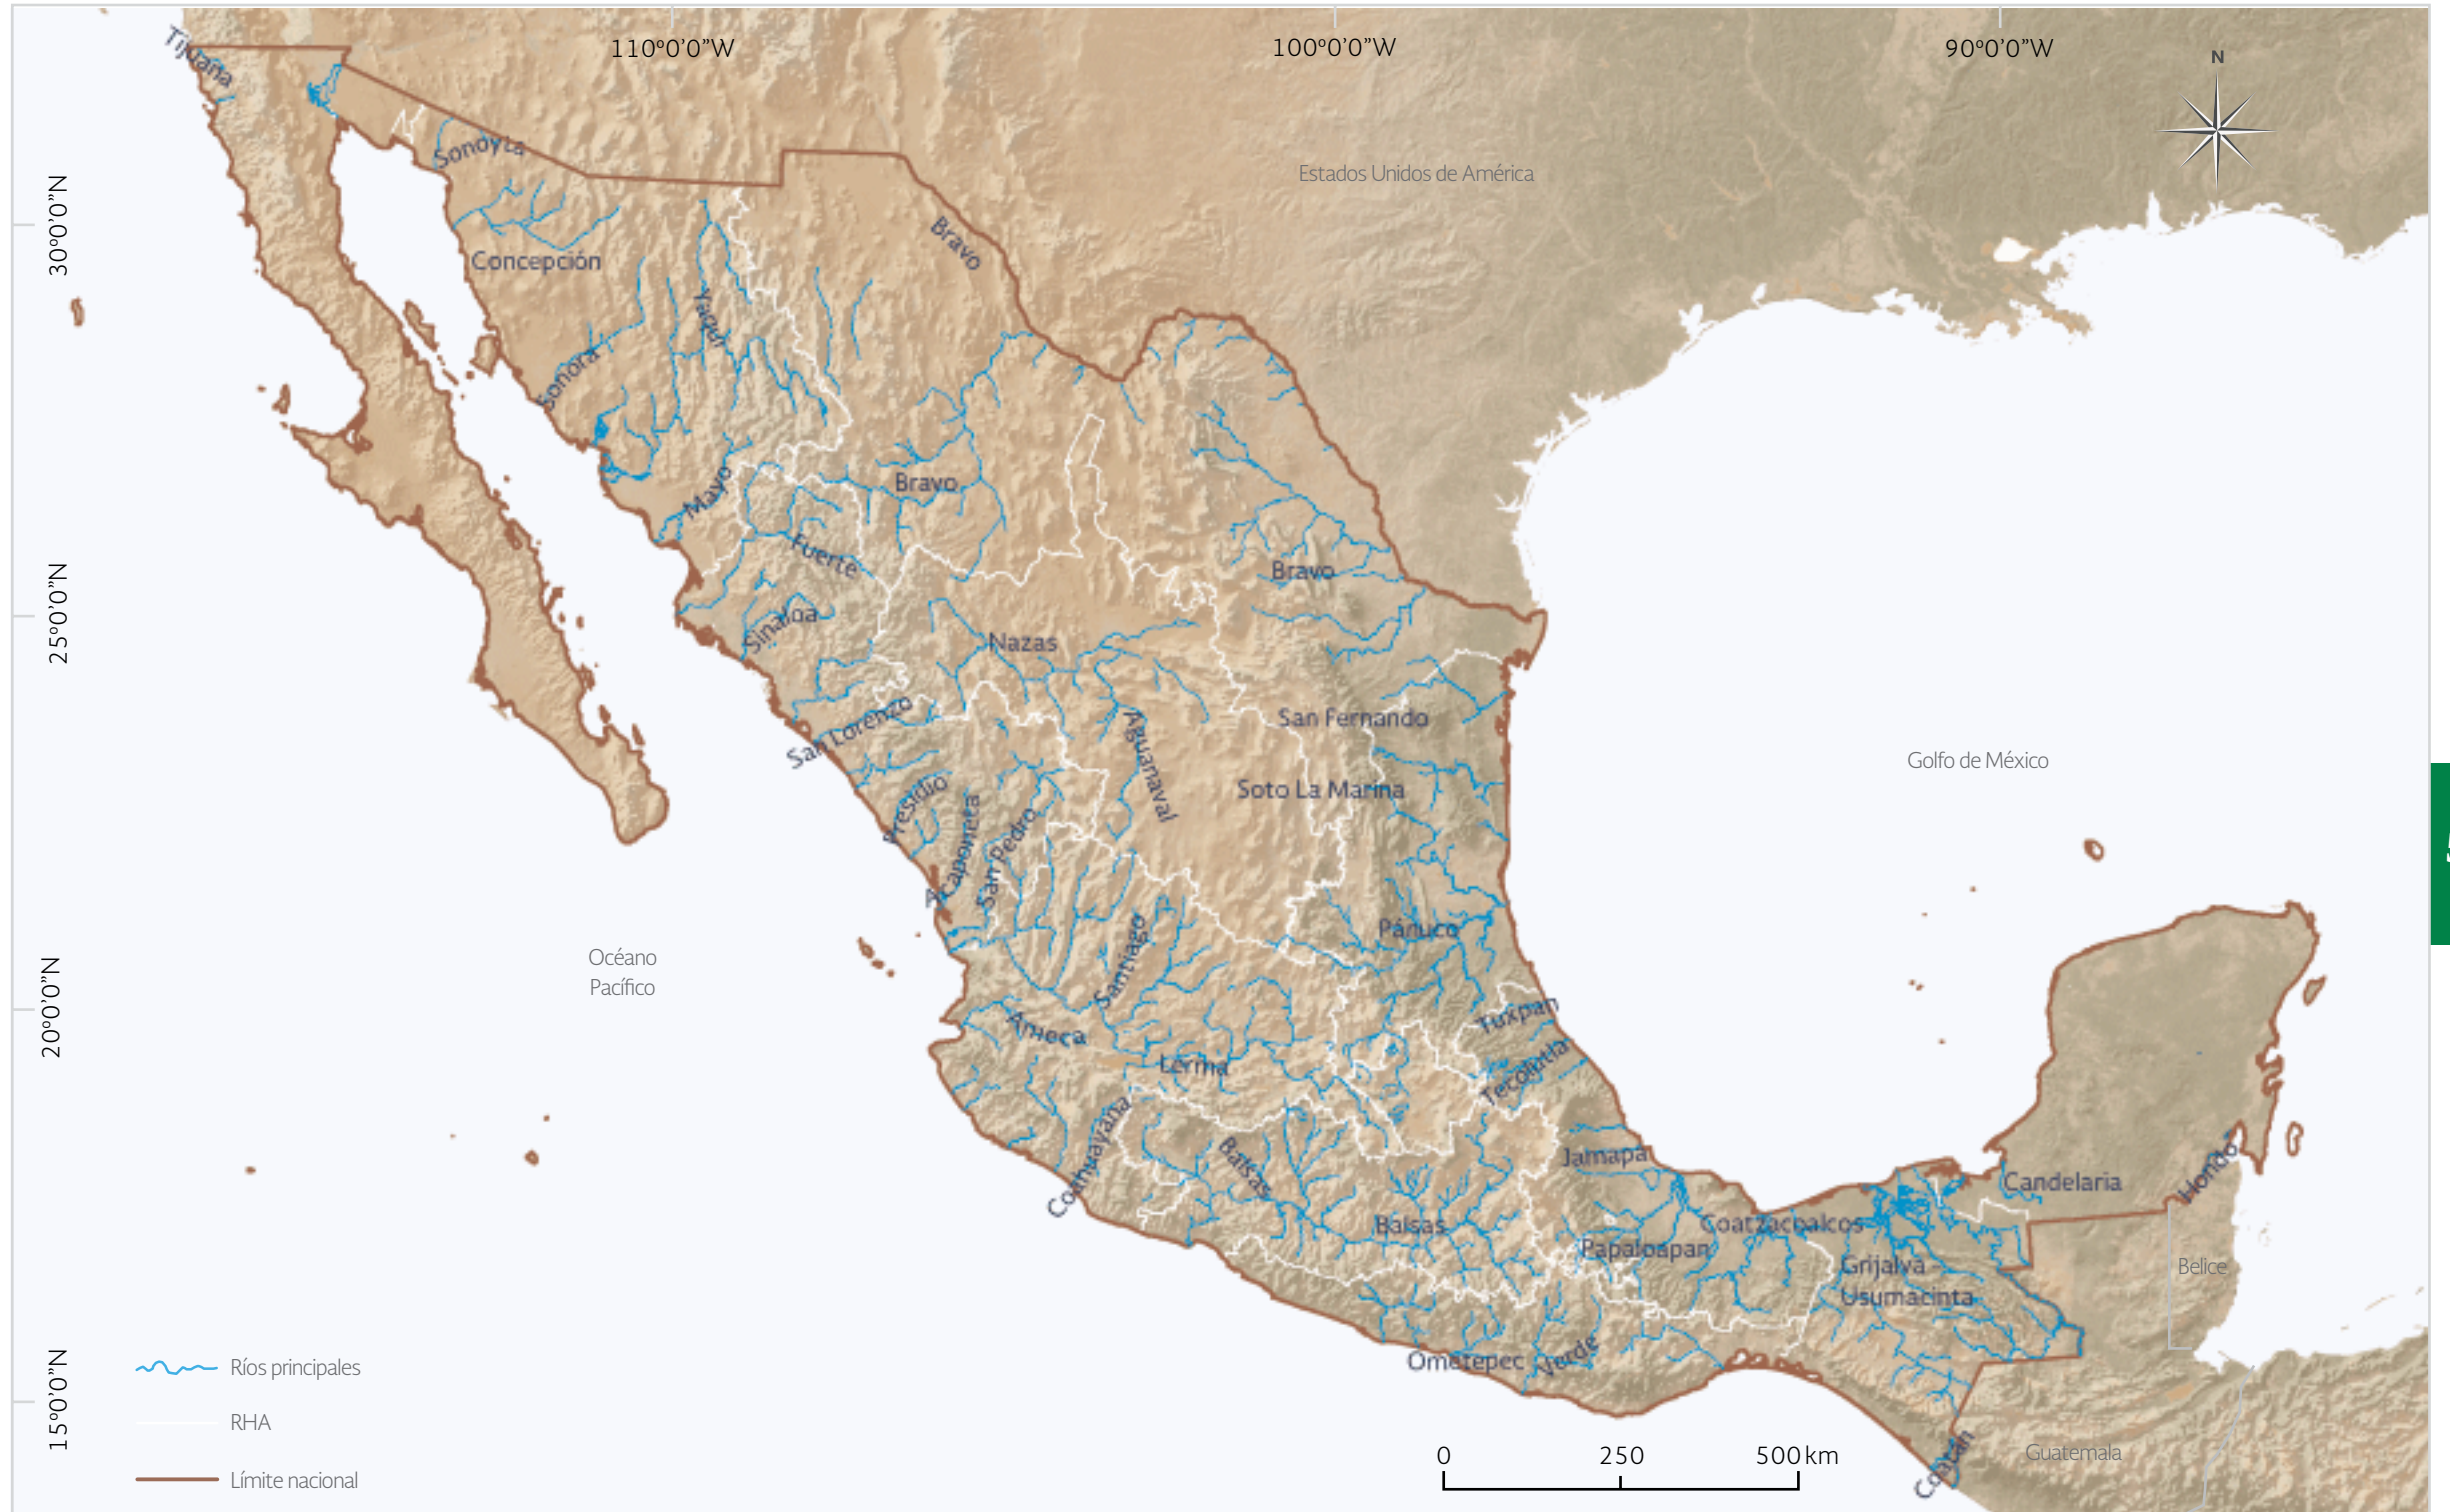 110°0'0"W
100°0'0"W
90°0'0"W
N
Tijuana
Sonoyta
Estados Unidos de América
30°0'0"N
Bravo
Concepción
Yaqui
Sonora
Mayo
Bravo
Fuerte
Bravo
25°0'0"N
Sinaloa
Nazas
San Lorenzo
San Fernando
Aguanaval
Golfo de México
Soto La Marina
Presidio
Acaponeta
San Pedro
Pánuco
Santiago
Océano
Pacífico
20°0'0"N
Ameca
Tuxpan
Lerma
Tecolutla
Coahuayana
Balsas
Jamapa
Candelaria
Hondo
Balsas
Coatzacoalcos
Papaloapan
Grijalva -
Usumacinta
Belice
Ometepec
Verde
15°0'0"N
Ríos principales
RHA
Límite nacional
0 250 500 km
Guatemala
Coatán